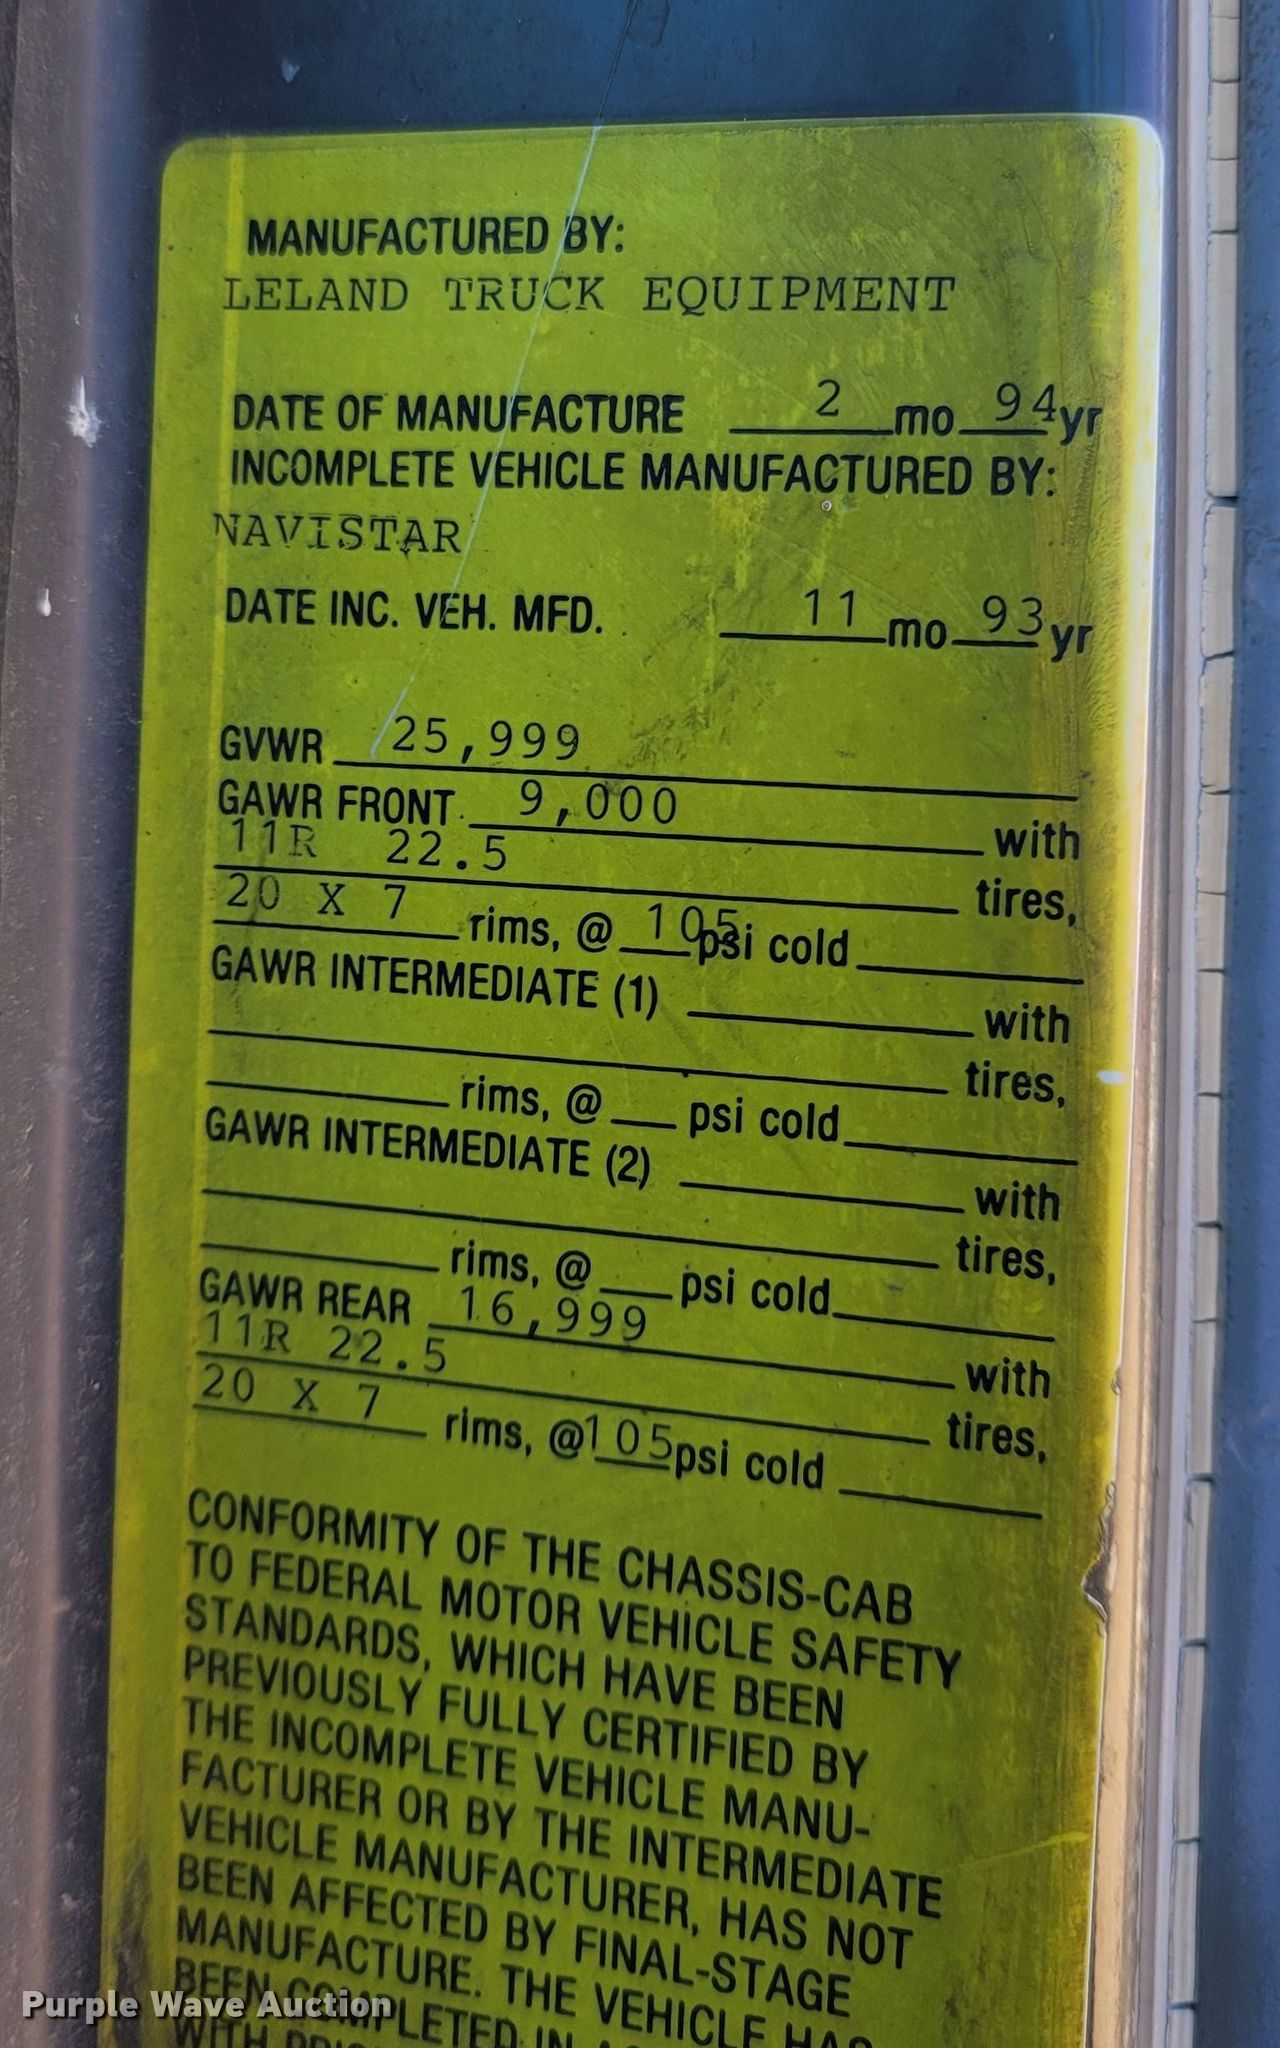 MANUFACTURED BY:
LELAND TRUCK EQUIPMENT
DATE OF MANUFACTURE 2 mo 94 yr
INCOMPLETE VEHICLE MANUFACTURED BY:
NAVISTAR
DATE INC. VEH. MFD. 11 mo 93 yr
GVWR 25,999
GAWR FRONT 9,000 with
11R 22.5 tires,
20 X 7 rims, @ 105 psi cold
GAWR INTERMEDIATE (1) with
tires,
rims, @ psi cold
GAWR INTERMEDIATE (2) with
tires,
rims, @ psi cold
GAWR REAR 16,999 with
11R 22.5 tires,
20 X 7 rims, @ 105 psi cold
CONFORMITY OF THE CHASSIS-CAB
TO FEDERAL MOTOR VEHICLE SAFETY
STANDARDS, WHICH HAVE BEEN
PREVIOUSLY FULLY CERTIFIED BY
THE INCOMPLETE VEHICLE MANU-
FACTURER OR BY THE INTERMEDIATE
VEHICLE MANUFACTURER, HAS NOT
BEEN AFFECTED BY FINAL-STAGE
MANUFACTURE. THE VEHICLE HAS
BEEN COMPLETED IN
WITH
Purple Wave Auction